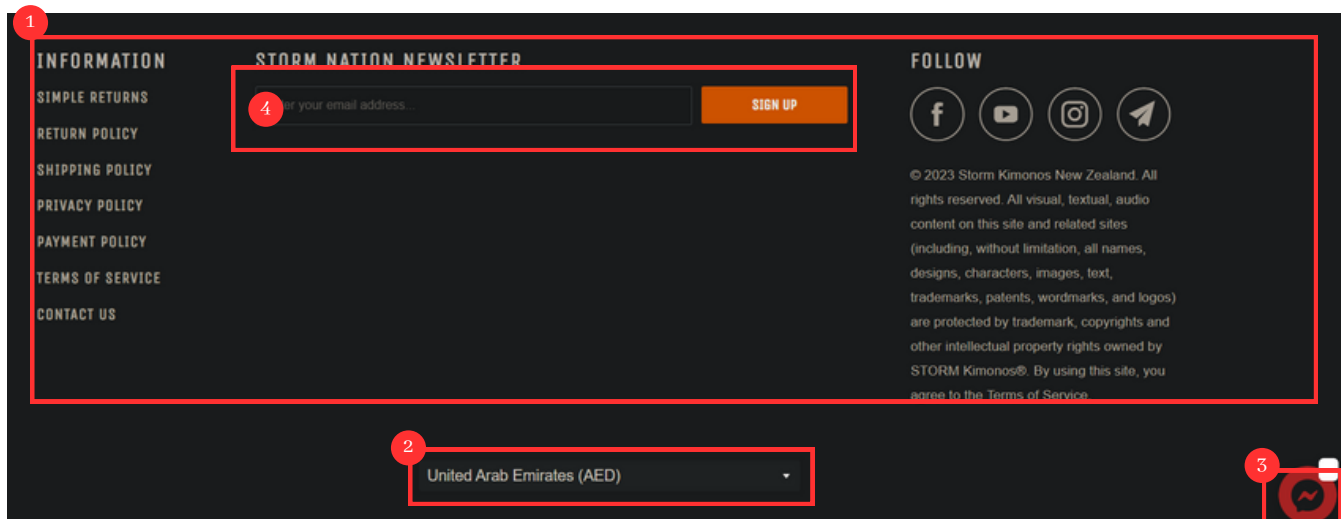 1
INFORMATION
SIMPLE RETURNS
RETURN POLICY
SHIPPING POLICY
PRIVACY POLICY
PAYMENT POLICY
TERMS OF SERVICE
CONTACT US
STORM NATION NEWSLETTER
4
your email address...
SIGN UP
FOLLOW
© 2023 Storm Kimonos New Zealand. All
rights reserved. All visual, textual, audio
content on this site and related sites
(including, without limitation, all names,
designs, characters, images, text,
trademarks, patents, wordmarks, and logos)
are protected by trademark, copyrights and
other intellectual property rights owned by
STORM Kimonos®. By using this site, you
agree to the Terms of Service.
2
United Arab Emirates (AED)
3